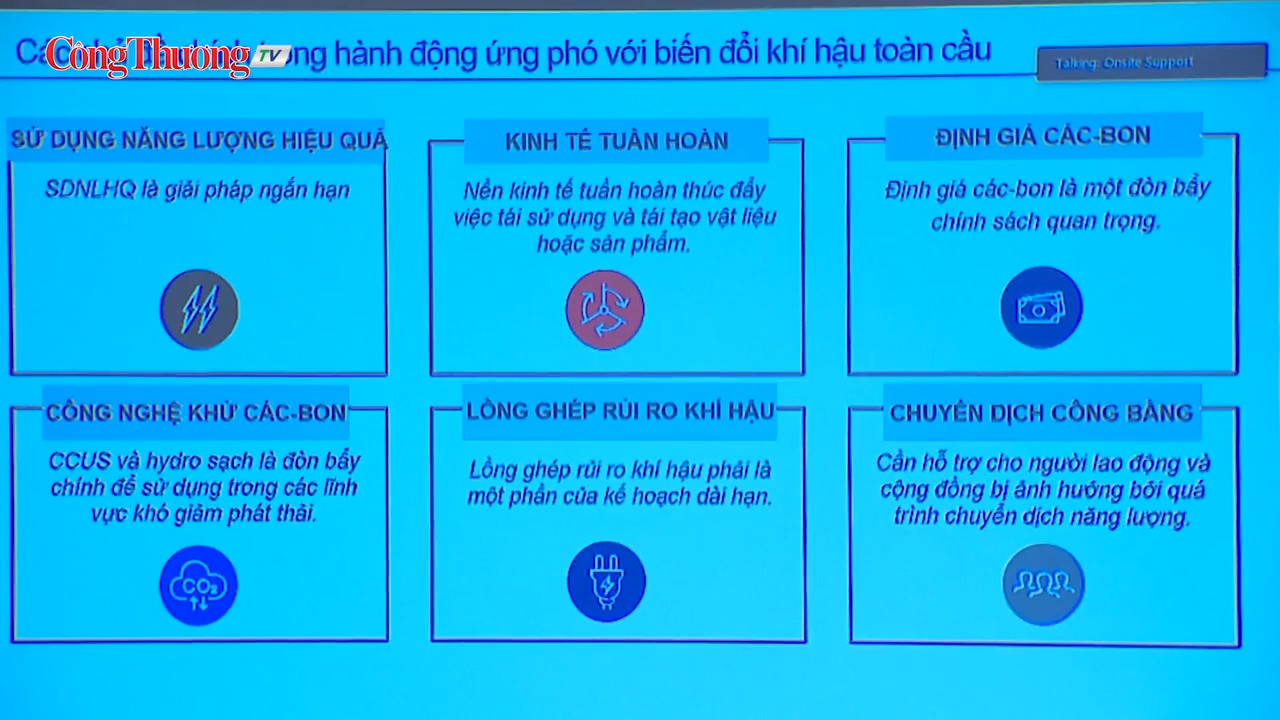 CôngThương TV
hành động ứng phó với biến đổi khí hậu toàn cầu
Talking: Onsite Support
SỬ DỤNG NĂNG LƯỢNG HIỆU QUẢ
SDNLHQ là giải pháp ngắn hạn
KINH TẾ TUẦN HOÀN
Nền kinh tế tuần hoàn thúc đẩy
việc tái sử dụng và tái tạo vật liệu
hoặc sản phẩm.
ĐỊNH GIÁ CÁC-BON
Định giá các-bon là một đòn bẩy
chính sách quan trọng.
CÔNG NGHỆ KHỬ CÁC-BON
CCUS và hydro sạch là đòn bẩy
chính để sử dụng trong các lĩnh
vực khó giảm phát thải.
CO₂
LỒNG GHÉP RỦI RO KHÍ HẬU
Lồng ghép rủi ro khí hậu phải là
một phần của kế hoạch dài hạn.
CHUYỂN DỊCH CÔNG BẰNG
Cần hỗ trợ cho người lao động và
cộng đồng bị ảnh hưởng bởi quá
trình chuyển dịch năng lượng.